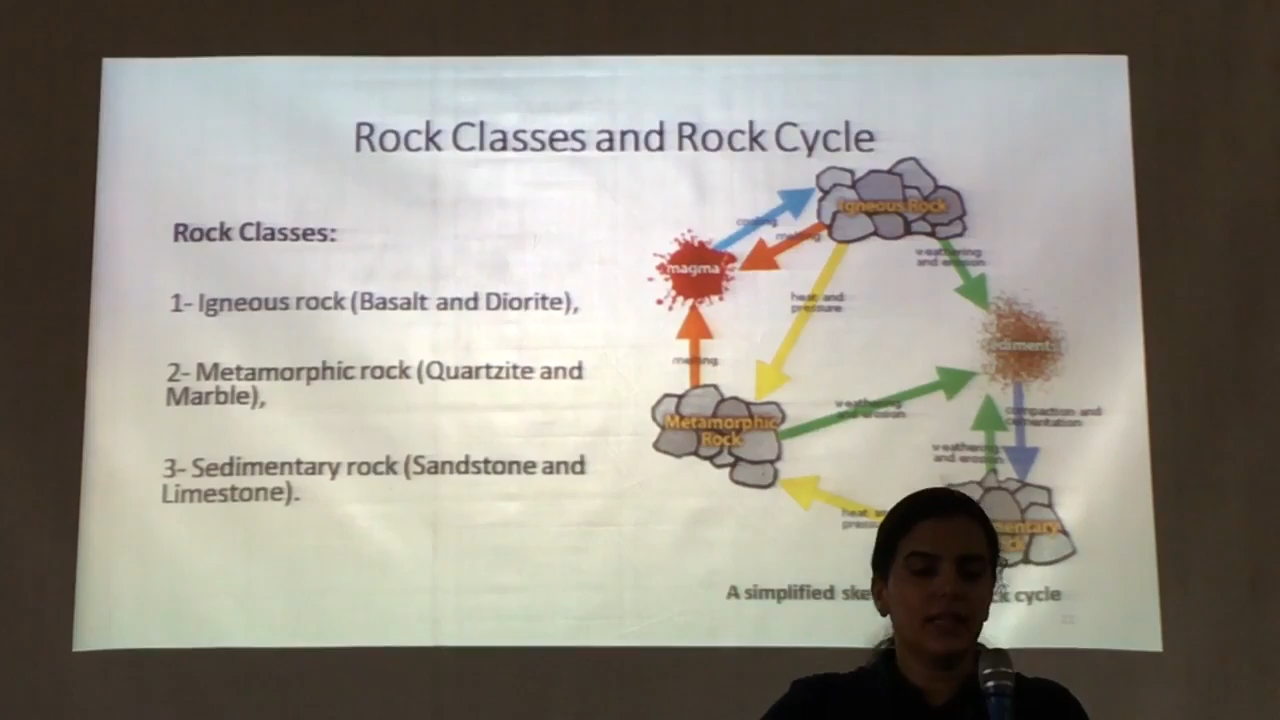 Rock Classes and Rock Cycle
Rock Classes:
1- Igneous rock (Basalt and Diorite),
2- Metamorphic rock (Quartzite and
Marble),
3- Sedimentary rock (Sandstone and
Limestone).
Igneous Rock
cooling
melting
magma
weathering
and erosion
heat and
pressure
sediments
melting
weathering
and erosion
compaction and
cementation
Metamorphic
Rock
weathering
and erosion
heat
A simplified cycle
22